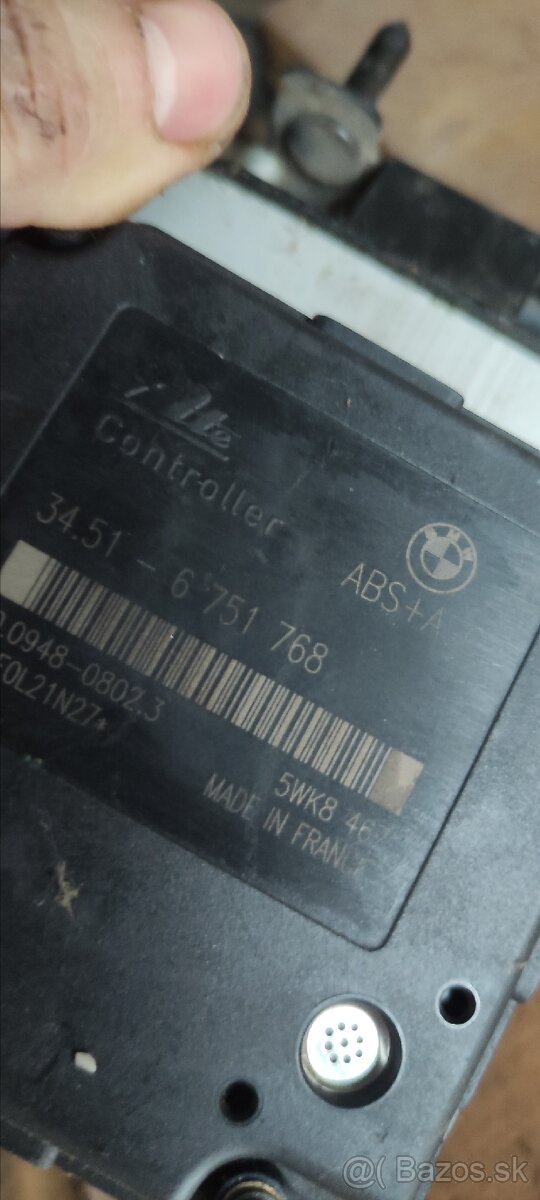 Ate
Controller
ABS+A
34.51 - 6 751 768
.0948-0802.3
F0L21N27*
5WK8 46
MADE IN FRANCE
@ Bazos.sk